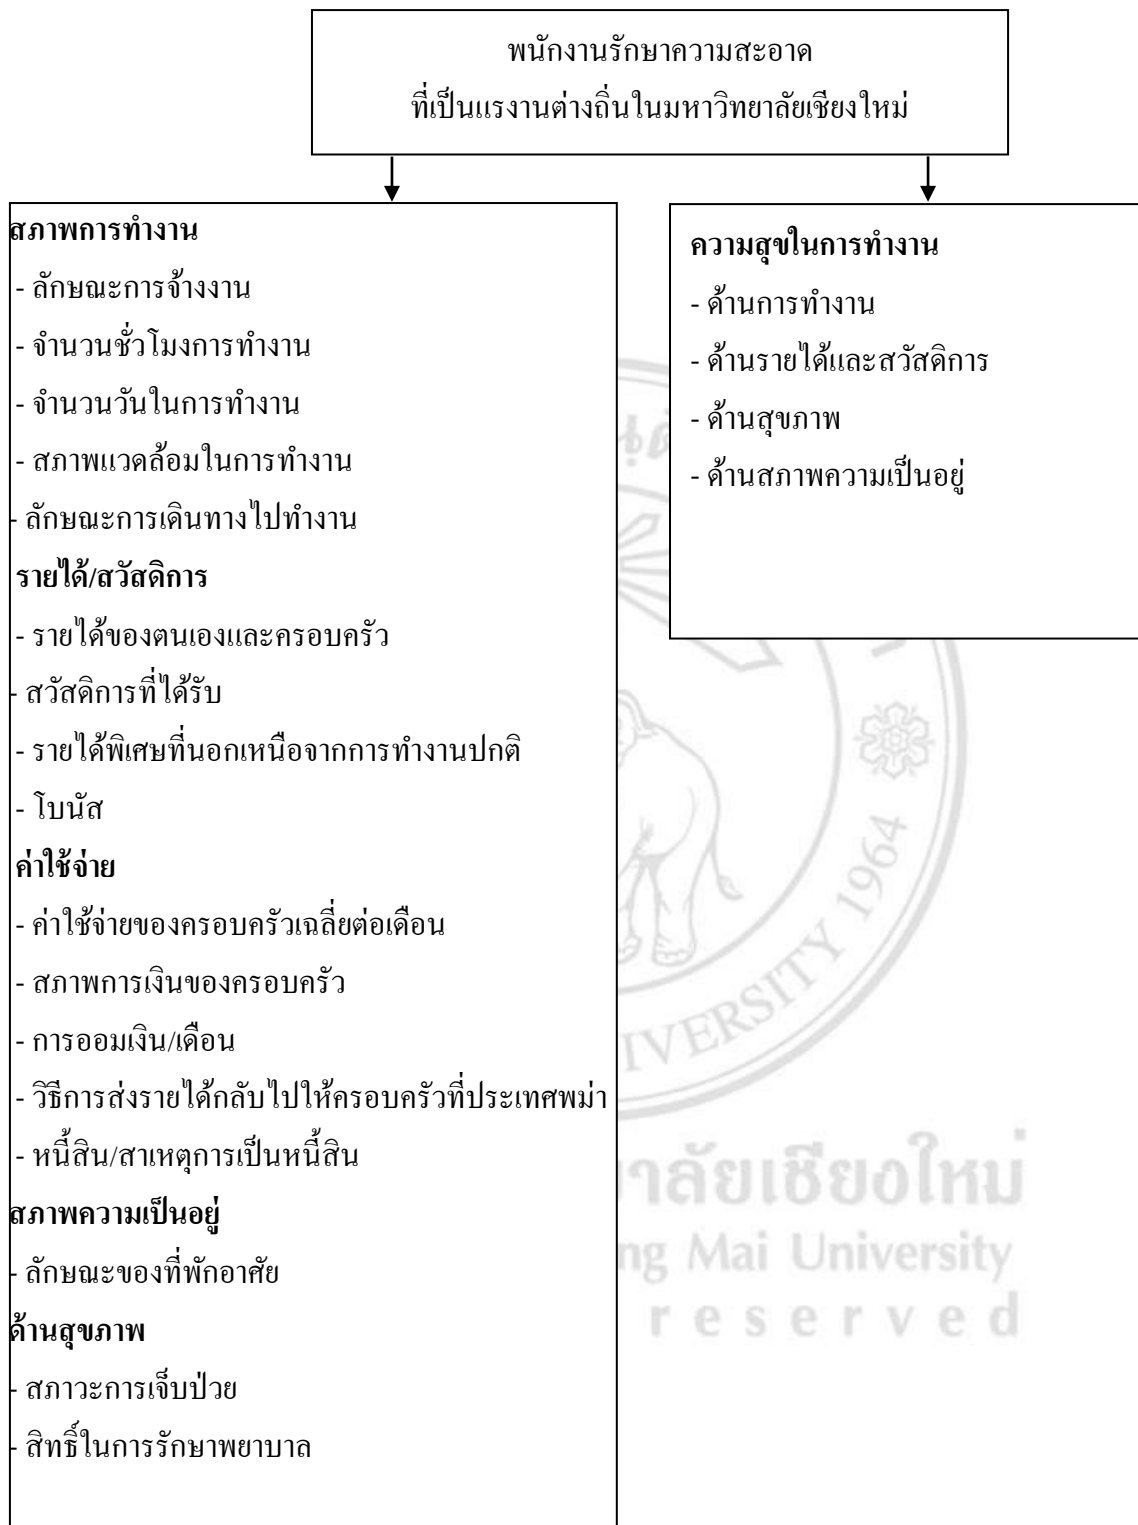 พนักงานรักษาความสะอาด
ที่เป็นแรงงานต่างถิ่นในมหาวิทยาลัยเชียงใหม่
สภาพการทำงาน
- ลักษณะการจ้างงาน
- จำนวนชั่วโมงการทำงาน
- จำนวนวันในการทำงาน
- สภาพแวดล้อมในการทำงาน
- ลักษณะการเดินทางไปทำงาน
รายได้/สวัสดิการ
- รายได้ของตนเองและครอบครัว
- สวัสดิการที่ได้รับ
- รายได้พิเศษที่นอกเหนือจากการทำงานปกติ
- โบนัส
ค่าใช้จ่าย
- ค่าใช้จ่ายของครอบครัวเฉลี่ยต่อเดือน
- สภาพการเงินของครอบครัว
- การออมเงิน/เดือน
- วิธีการส่งรายได้กลับไปให้ครอบครัวที่ประเทศพม่า
- หนี้สิน/สาเหตุการเป็นหนี้สิน
สภาพความเป็นอยู่
- ลักษณะของที่พักอาศัย
ด้านสุขภาพ
- สภาวะการเจ็บป่วย
- สิทธิ์ในการรักษาพยาบาล
ความสุขในการทำงาน
- ด้านการทำงาน
- ด้านรายได้และสวัสดิการ
- ด้านสุขภาพ
- ด้านสภาพความเป็นอยู่
IVERSITY 1964
าลัยเชียงใหม่
ng Mai University
reserved